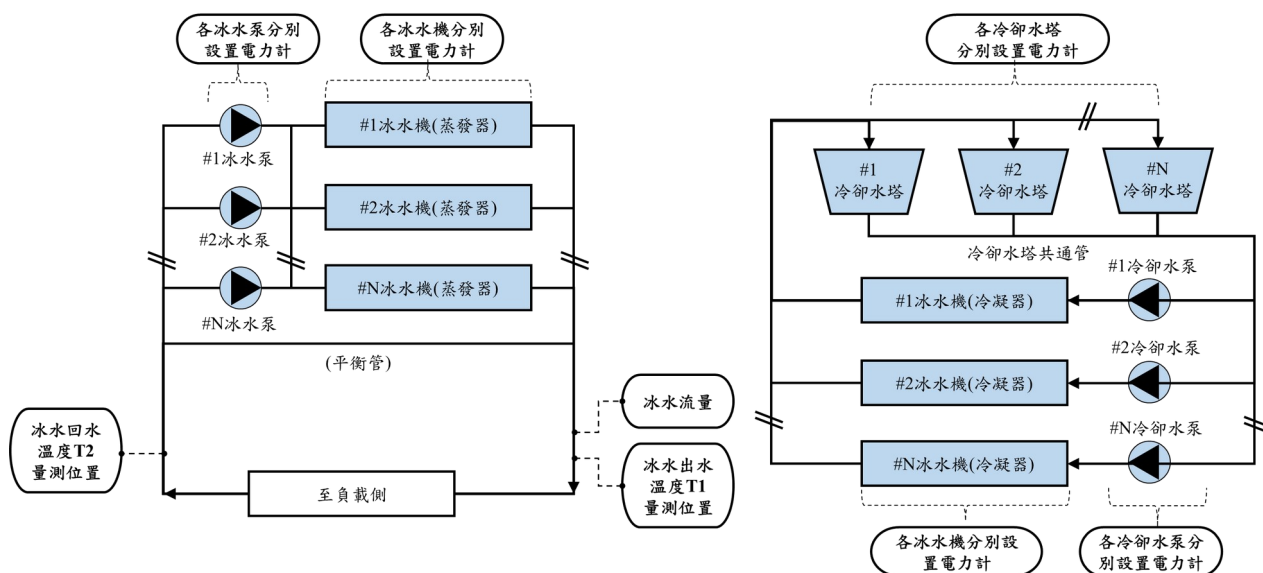 各冰水泵分別
設置電力計
各冰水機分別
設置電力計
#1冰水機(蒸發器)
#1冰水泵
#2冰水機(蒸發器)
#2冰水泵
#N冰水機(蒸發器)
#N冰水泵
(平衡管)
冰水流量
冰水回水
溫度T2
量測位置
冰水出水
溫度T1
量測位置
至負載側
各冷卻水塔
分別設置電力計
#1
冷卻水塔
#2
冷卻水塔
#N
冷卻水塔
冷卻水塔共通管
#1冷卻水泵
#1冰水機(冷凝器)
#2冷卻水泵
#2冰水機(冷凝器)
#N冷卻水泵
#N冰水機(冷凝器)
各冰水機分別設
置電力計
各冷卻水泵分
別設置電力計